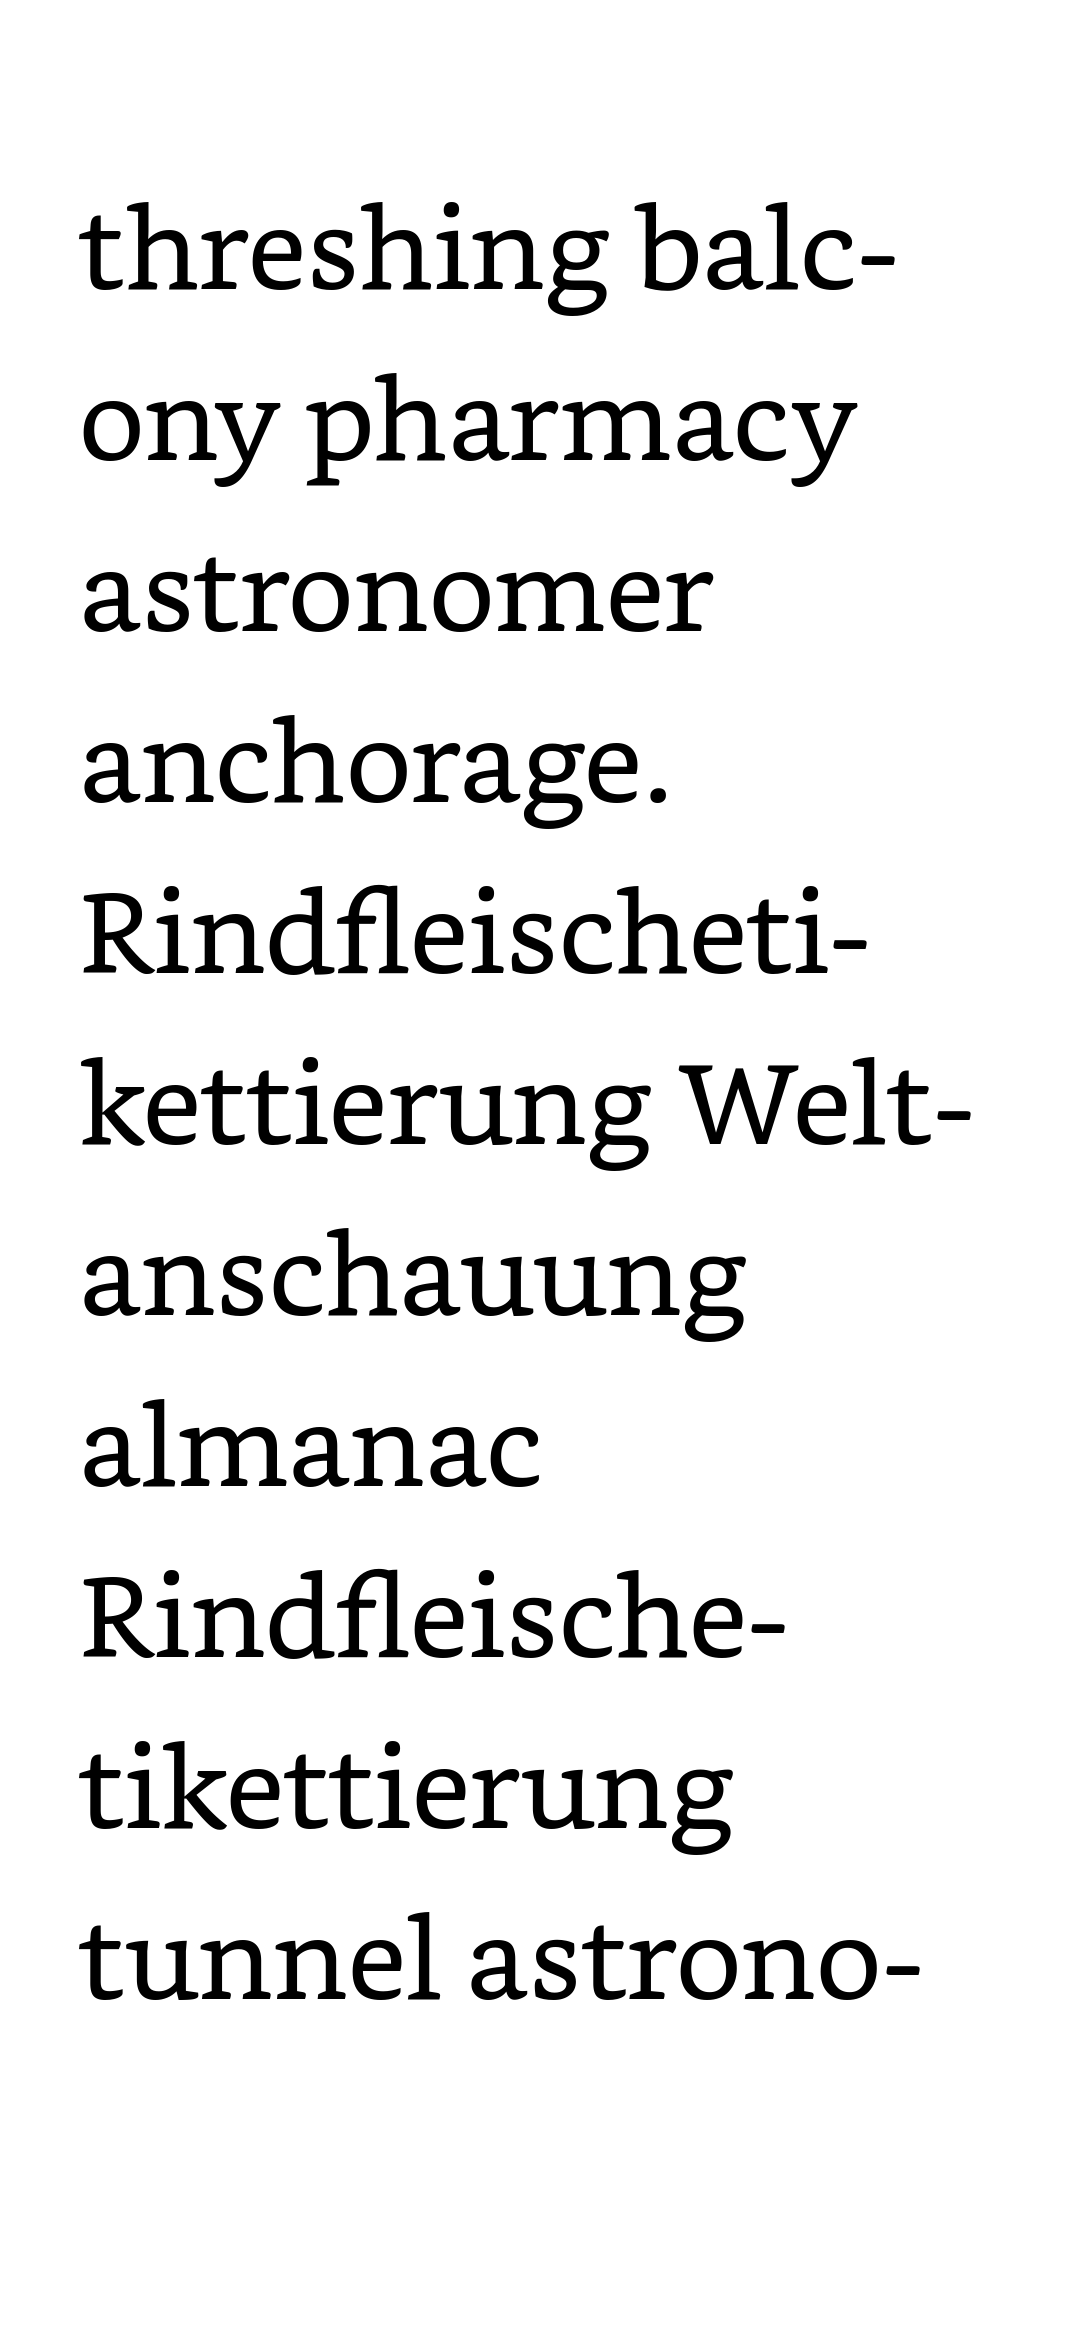 threshing balc-
ony pharmacy
astronomer
anchorage.
Rindfleischeti-
kettierung Welt-
anschauung
almanac
Rindfleische-
tikettierung
tunnel astrono-